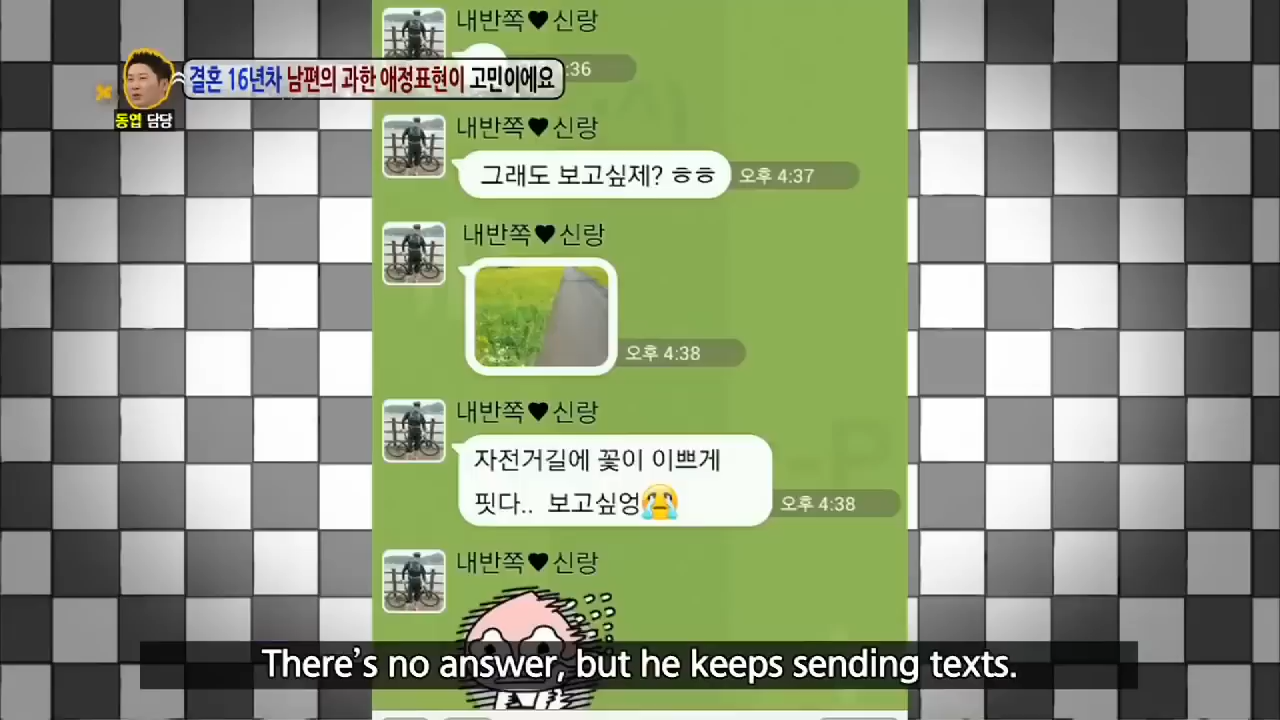 내반쪽♥신랑
:36
결혼 16년차 남편의 과한 애정표현이 고민이에요
동엽 담당
내반쪽♥신랑
그래도 보고싶제? ㅎㅎ
오후 4:37
내반쪽♥신랑
오후 4:38
내반쪽♥신랑
자전거길에 꽃이 이쁘게
핏다.. 보고싶엉😭
오후 4:38
내반쪽♥신랑
There's no answer, but he keeps sending texts.